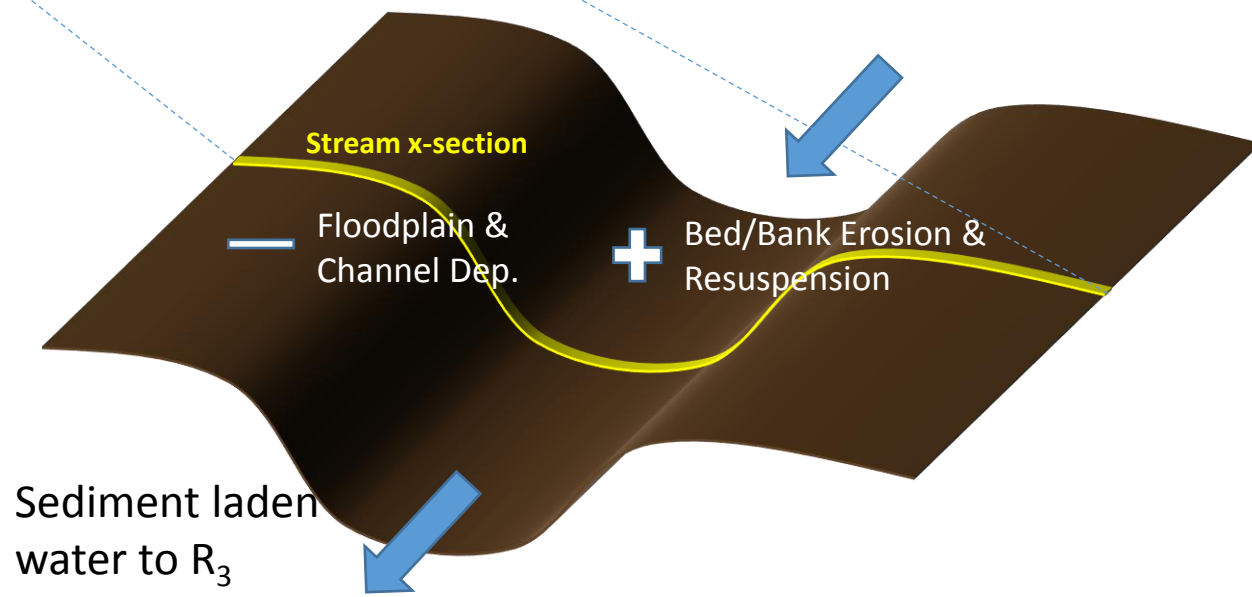 Stream x-section
Floodplain &
Channel Dep.
Bed/Bank Erosion &
Resuspension
Sediment laden
water to R₃